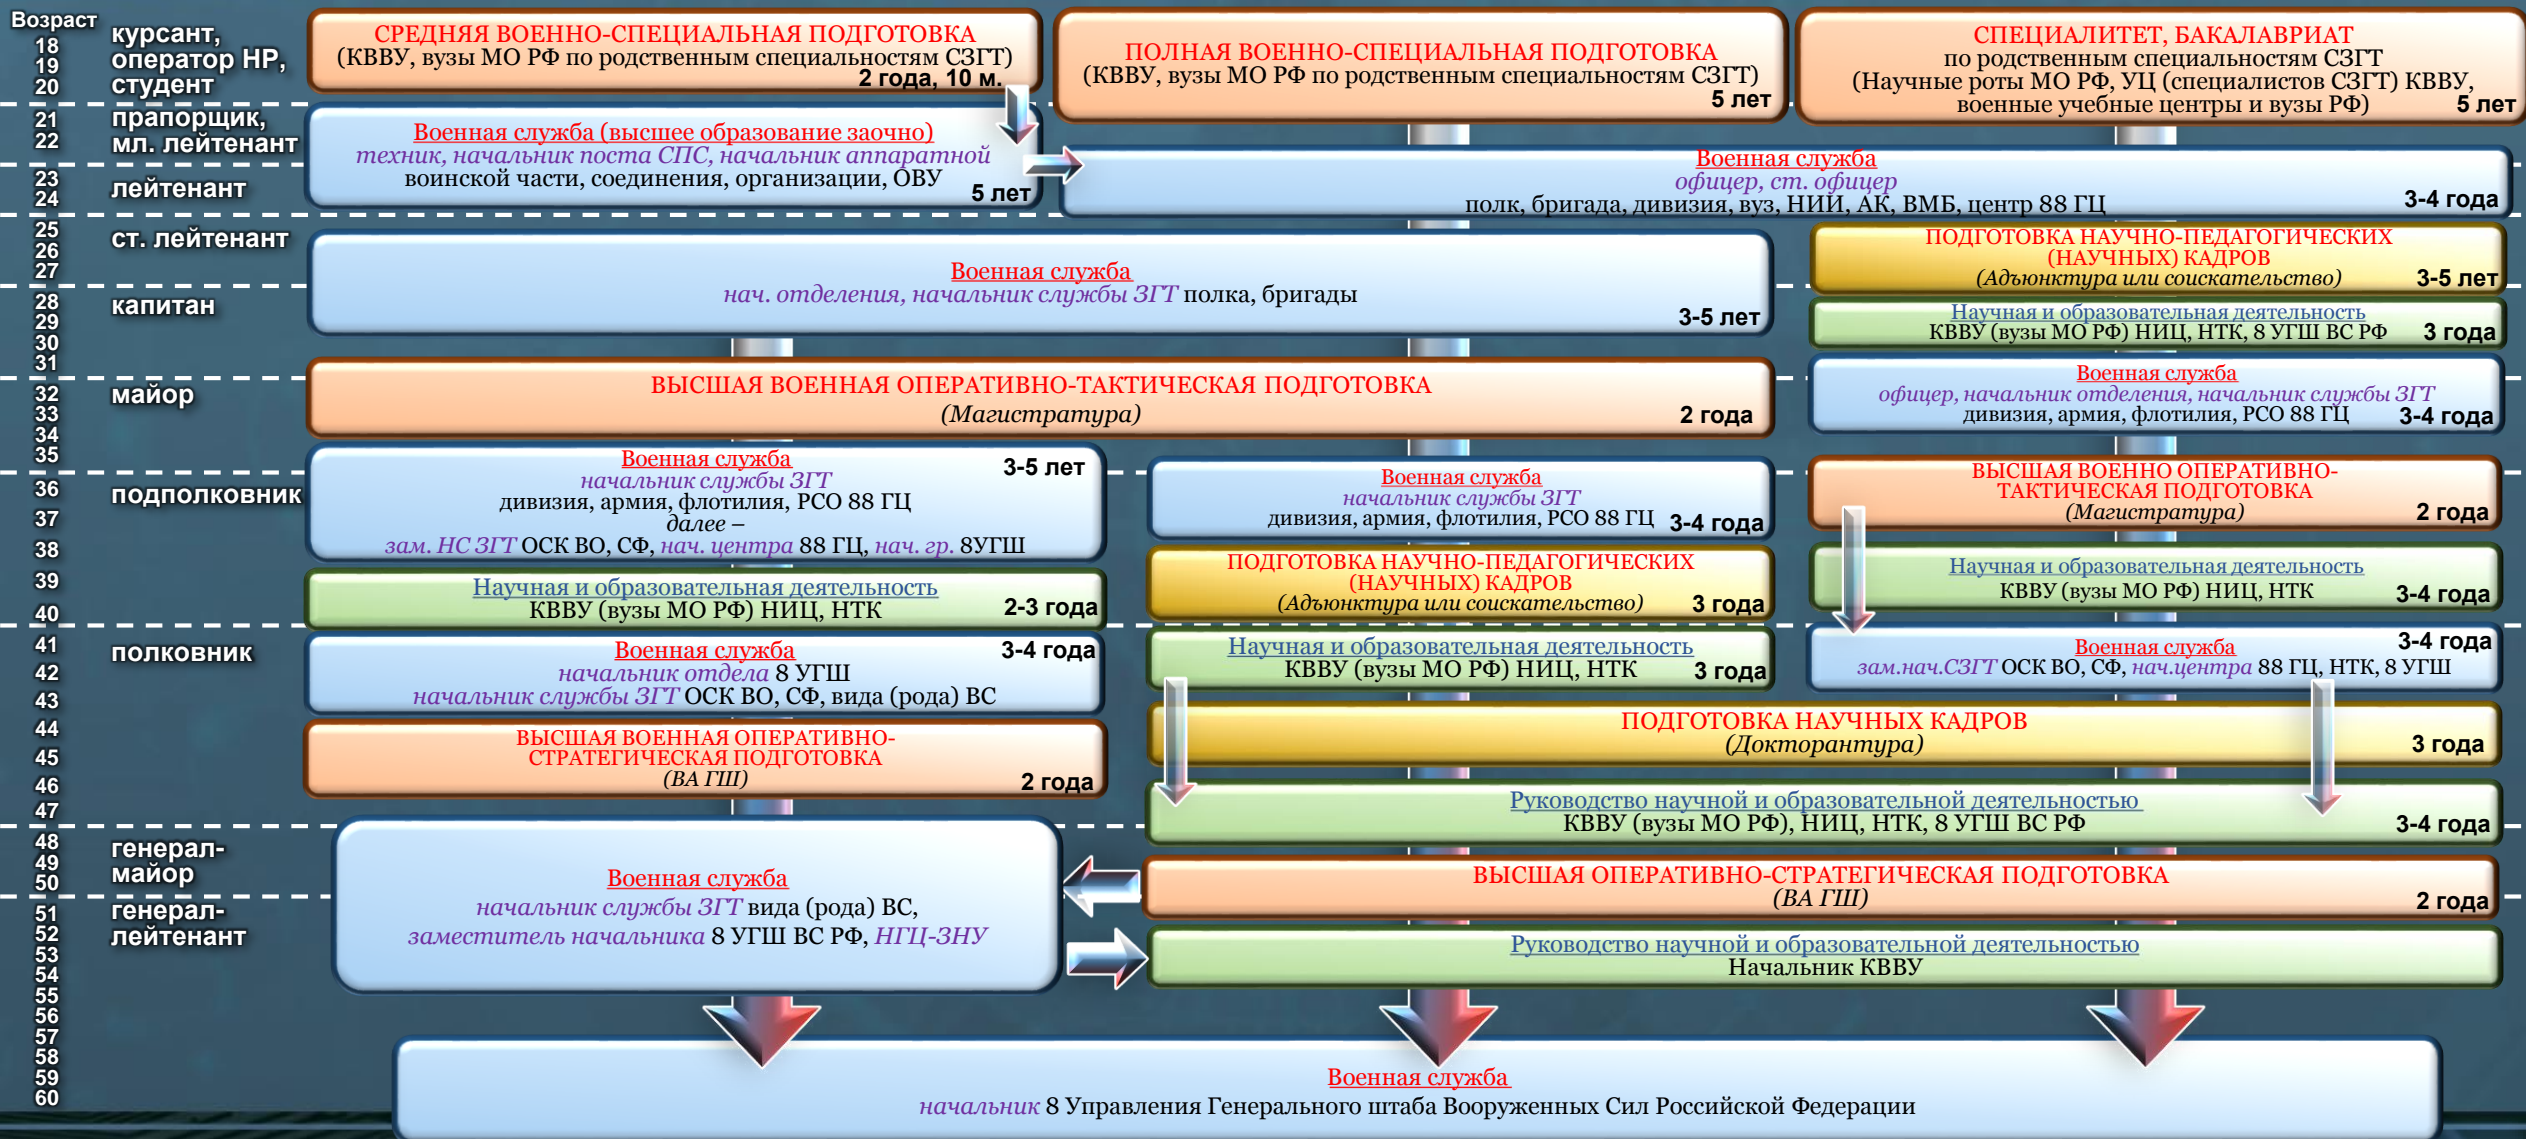 Возраст
18
19
20
21
22
23
24
25
26
27
28
29
30
31
32
33
34
35
36
37
38
39
40
41
42
43
44
45
46
47
48
49
50
51
52
53
54
55
56
57
58
59
60
курсант,
оператор НР,
студент
прапорщик,
мл. лейтенант
лейтенант
ст. лейтенант
капитан
майор
подполковник
полковник
генерал-
майор
генерал-
лейтенант
СРЕДНЯЯ ВОЕННО-СПЕЦИАЛЬНАЯ ПОДГОТОВКА
(КВВУ, вузы МО РФ по родственным специальностям СЗГТ)
2 года, 10 м.
ПОЛНАЯ ВОЕННО-СПЕЦИАЛЬНАЯ ПОДГОТОВКА
(КВВУ, вузы МО РФ по родственным специальностям СЗГТ)
5 лет
СПЕЦИАЛИТЕТ, БАКАЛАВРИАТ
по родственным специальностям СЗГТ
(Научные роты МО РФ, УЦ (специалистов СЗГТ) КВВУ,
военные учебные центры и вузы РФ)
5 лет
Военная служба (высшее образование заочно)
техник, начальник поста СПС, начальник аппаратной
воинской части, соединения, организации, ОВУ
5 лет
Военная служба
офицер, ст. офицер
полк, бригада, дивизия, вуз, НИИ, АК, ВМБ, центр 88 ГЦ
3-4 года
Военная служба
нач. отделения, начальник службы ЗГТ полка, бригады
3-5 лет
ПОДГОТОВКА НАУЧНО-ПЕДАГОГИЧЕСКИХ
(НАУЧНЫХ) КАДРОВ
(Адъюнктура или соискательство)
3-5 лет
Научная и образовательная деятельность
КВВУ (вузы МО РФ) НИЦ, НТК, 8 УГШ ВС РФ
3 года
ВЫСШАЯ ВОЕННАЯ ОПЕРАТИВНО-ТАКТИЧЕСКАЯ ПОДГОТОВКА
(Магистратура)
2 года
Военная служба
офицер, начальник отделения, начальник службы ЗГТ
дивизия, армия, флотилия, РСО 88 ГЦ
3-4 года
Военная служба
3-5 лет
начальник службы ЗГТ
дивизия, армия, флотилия, РСО 88 ГЦ
далее –
зам. НС ЗГТ ОСК ВО, СФ, нач. центра 88 ГЦ, нач. гр. 8УГШ
Военная служба
начальник службы ЗГТ
дивизия, армия, флотилия, РСО 88 ГЦ
3-4 года
ВЫСШАЯ ВОЕННО ОПЕРАТИВНО-
ТАКТИЧЕСКАЯ ПОДГОТОВКА
(Магистратура)
2 года
Научная и образовательная деятельность
КВВУ (вузы МО РФ) НИЦ, НТК
2-3 года
ПОДГОТОВКА НАУЧНО-ПЕДАГОГИЧЕСКИХ
(НАУЧНЫХ) КАДРОВ
(Адъюнктура или соискательство)
3 года
Научная и образовательная деятельность
КВВУ (вузы МО РФ) НИЦ, НТК
3-4 года
Военная служба
3-4 года
начальник отдела 8 УГШ
начальник службы ЗГТ ОСК ВО, СФ, вида (рода) ВС
Научная и образовательная деятельность
КВВУ (вузы МО РФ) НИЦ, НТК
3 года
Военная служба
3-4 года
зам.нач.СЗГТ ОСК ВО, СФ, нач.центра 88 ГЦ, НТК, 8 УГШ
ВЫСШАЯ ВОЕННАЯ ОПЕРАТИВНО-
СТРАТЕГИЧЕСКАЯ ПОДГОТОВКА
(ВА ГШ)
2 года
ПОДГОТОВКА НАУЧНЫХ КАДРОВ
(Докторантура)
3 года
Руководство научной и образовательной деятельностью
КВВУ (вузы МО РФ), НИЦ, НТК, 8 УГШ ВС РФ
3-4 года
Военная служба
начальник службы ЗГТ вида (рода) ВС,
заместитель начальника 8 УГШ ВС РФ, НГЦ-ЗНУ
ВЫСШАЯ ОПЕРАТИВНО-СТРАТЕГИЧЕСКАЯ ПОДГОТОВКА
(ВА ГШ)
2 года
Руководство научной и образовательной деятельностью
Начальник КВВУ
Военная служба
начальник 8 Управления Генерального штаба Вооруженных Сил Российской Федерации